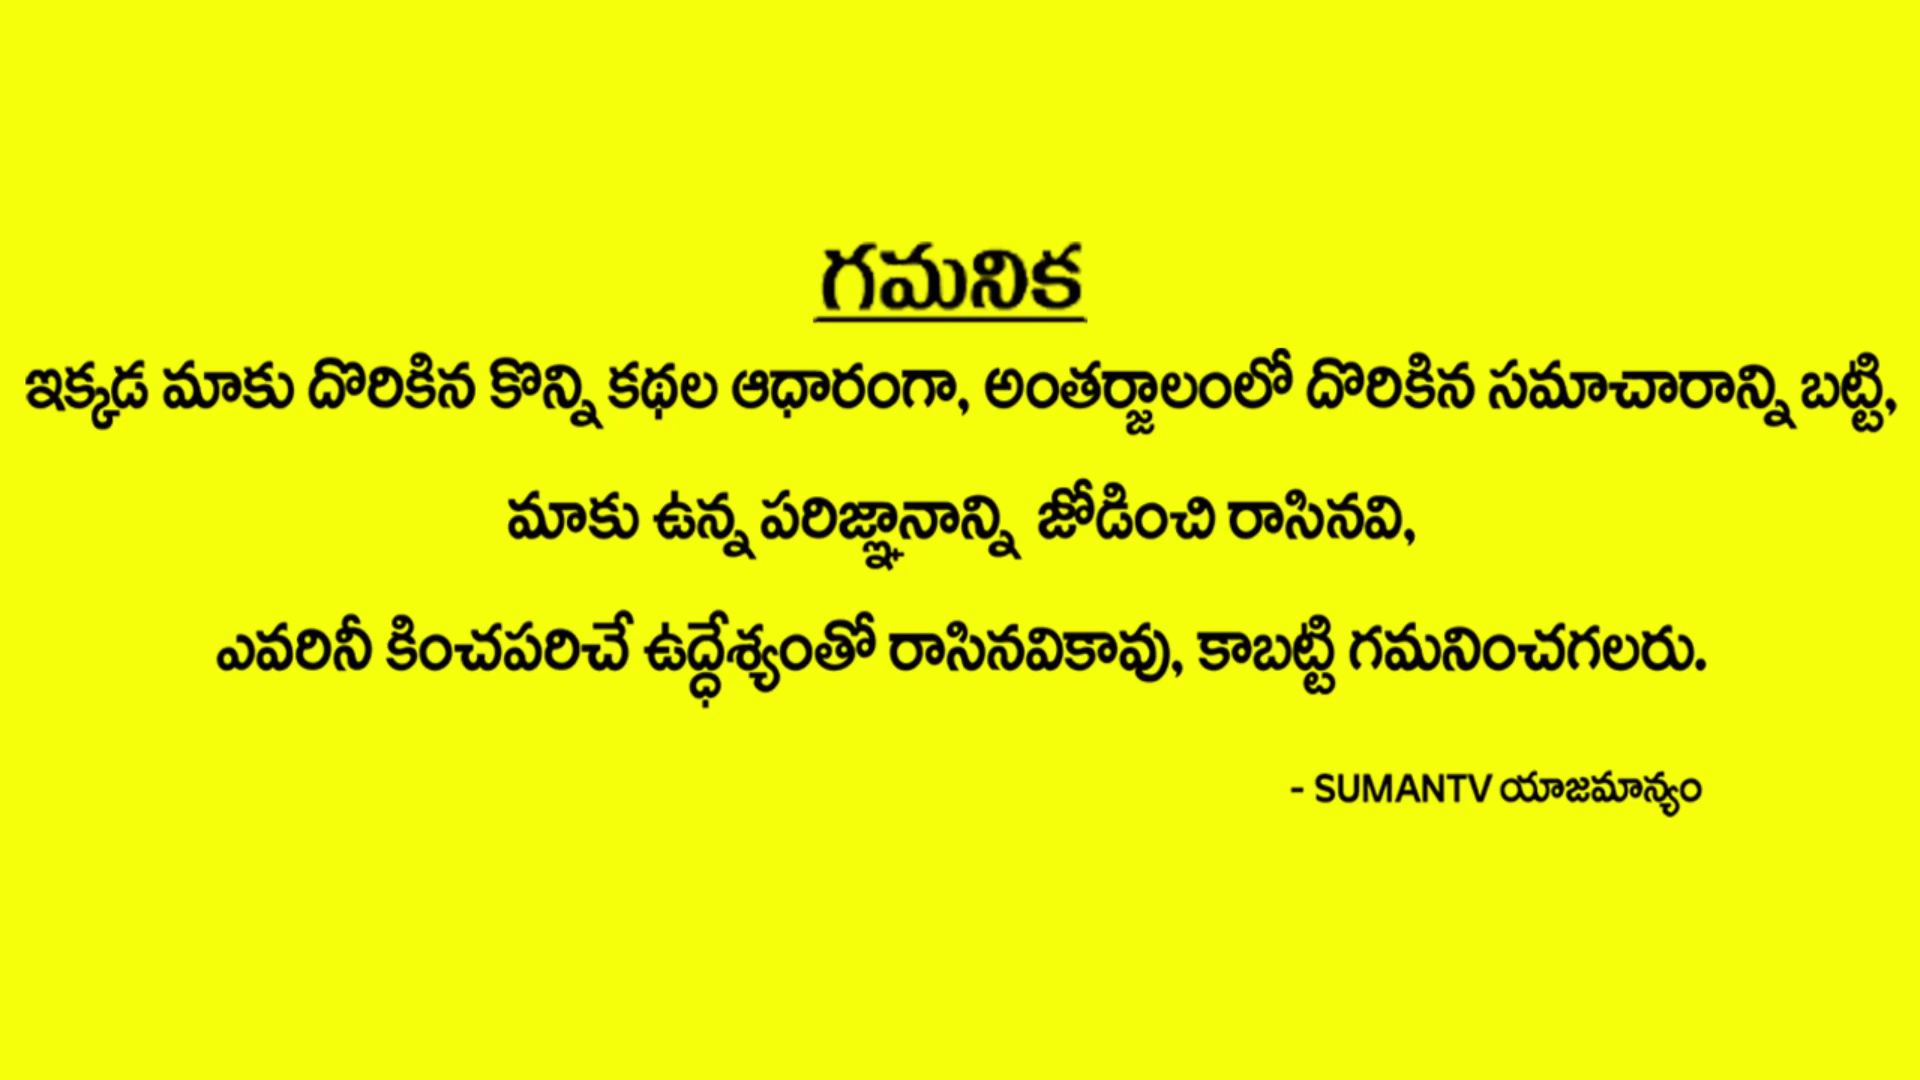 గమనిక
ఇక్కడ మాకు దొరికిన కొన్ని కథల ఆధారంగా, అంతర్జాలంలో దొరికిన సమాచారాన్ని బట్టి,
మాకు ఉన్న పరిజ్ఞానాన్ని జోడించి రాసినవి,
ఎవరినీ కించపరిచే ఉద్ధేశ్యంతో రాసినవికావు, కాబట్టి గమనించగలరు.
- SUMANTV యాజమాన్యం